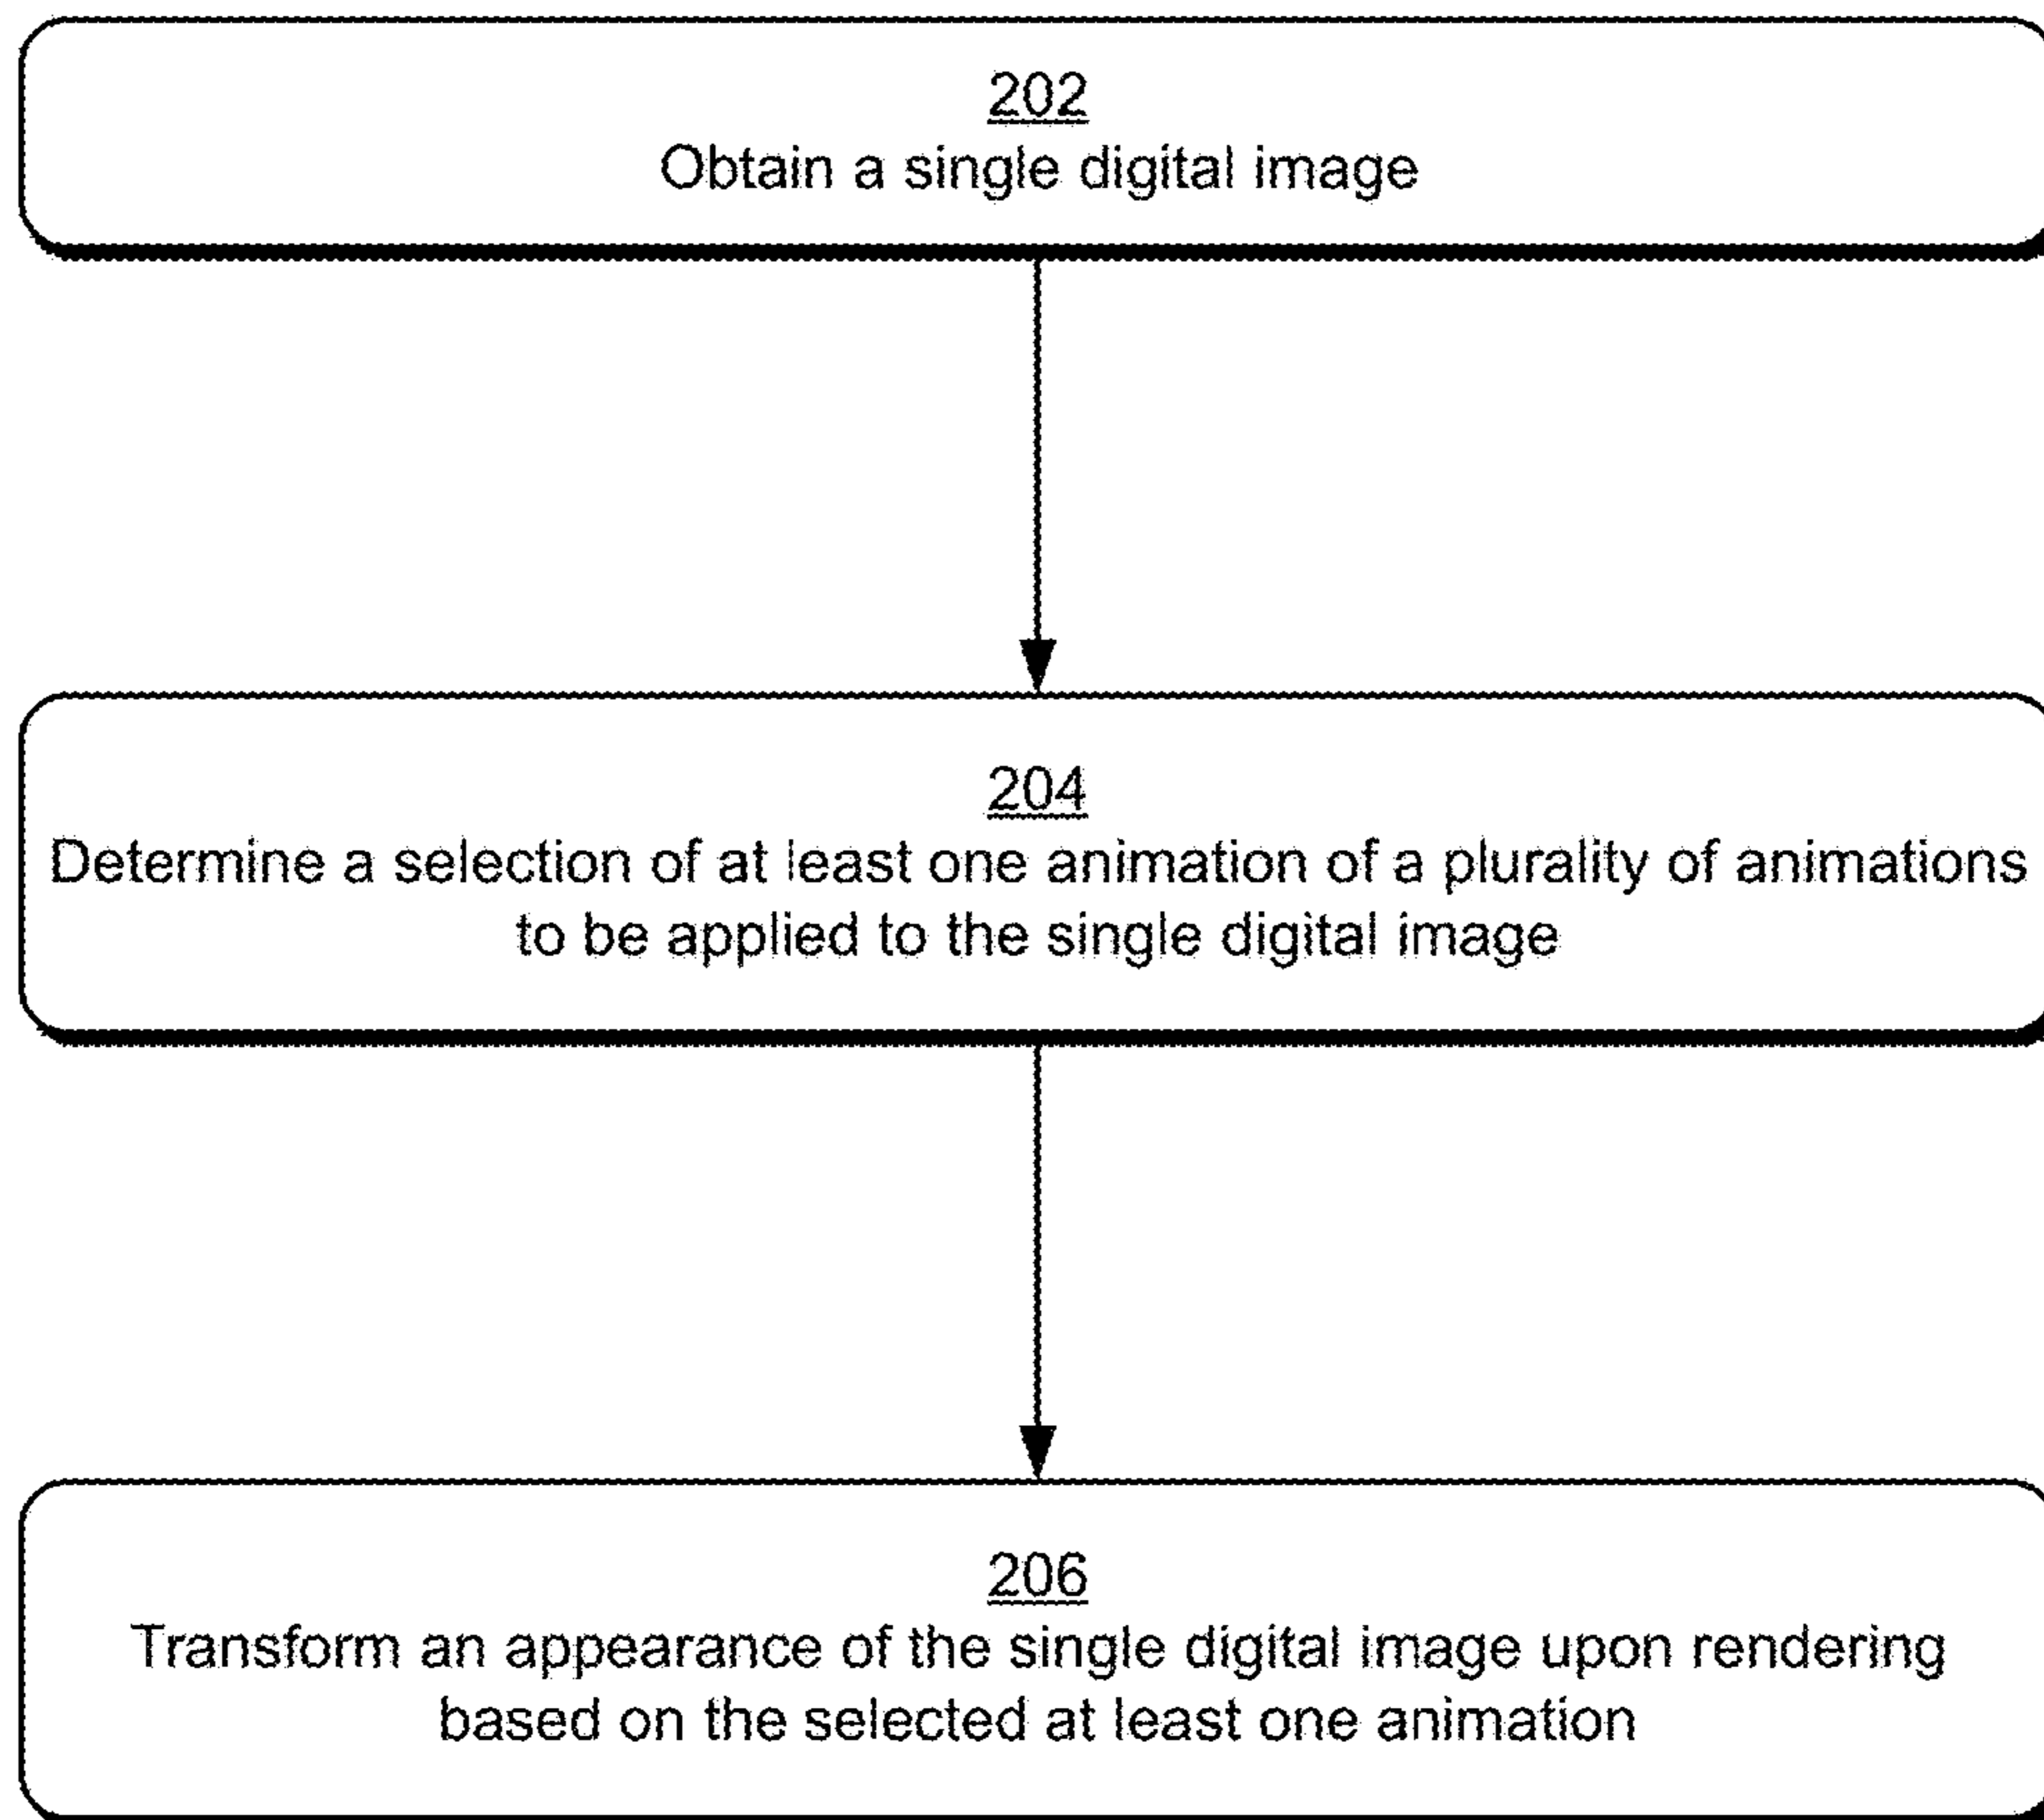 202
Obtain a single digital image
204
Determine a selection of at least one animation of a plurality of animations
to be applied to the single digital image
206
Transform an appearance of the single digital image upon rendering
based on the selected at least one animation